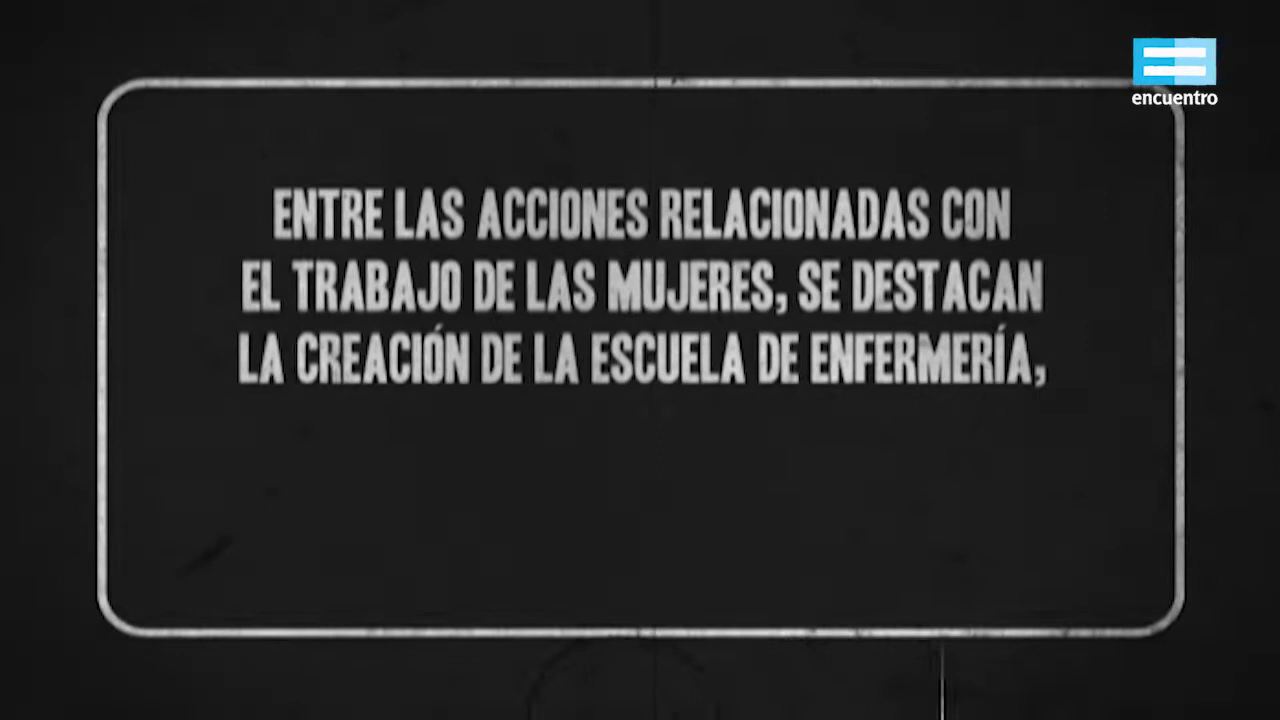 encuentro
ENTRE LAS ACCIONES RELACIONADAS CON
EL TRABAJO DE LAS MUJERES, SE DESTACAN
LA CREACIÓN DE LA ESCUELA DE ENFERMERÍA,